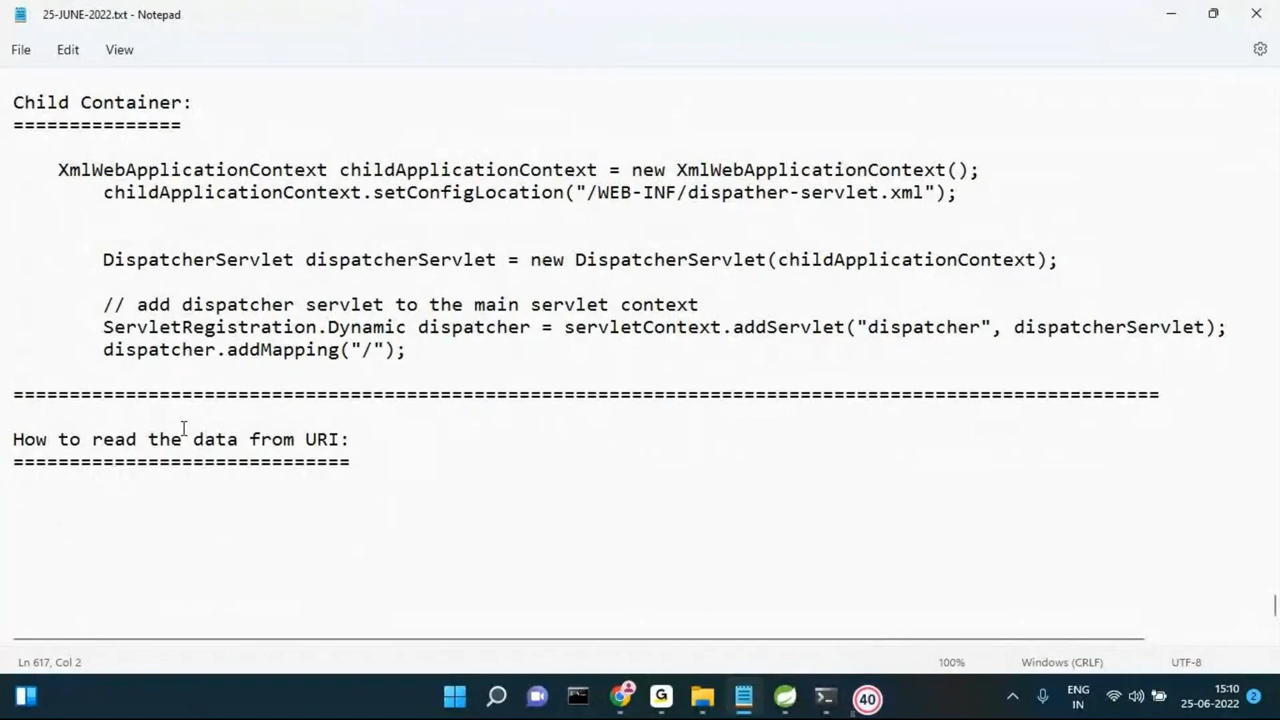 25-JUNE-2022.txt - Notepad
File Edit View
Child Container:
===============
XmlWebApplicationContext childApplicationContext = new XmlWebApplicationContext();
childApplicationContext.setConfigLocation("/WEB-INF/dispather-servlet.xml");
DispatcherServlet dispatcherServlet = new DispatcherServlet(childApplicationContext);
// add dispatcher servlet to the main servlet context
ServletRegistration.Dynamic dispatcher = servletContext.addServlet("dispatcher", dispatcherServlet);
dispatcher.addMapping("/");
======================================================================================================
How to read the data from URI:
==============================
Ln 617, Col 2 100% Windows (CRLF) UTF-8
G 40 ENG IN 15:10 25-06-2022 2